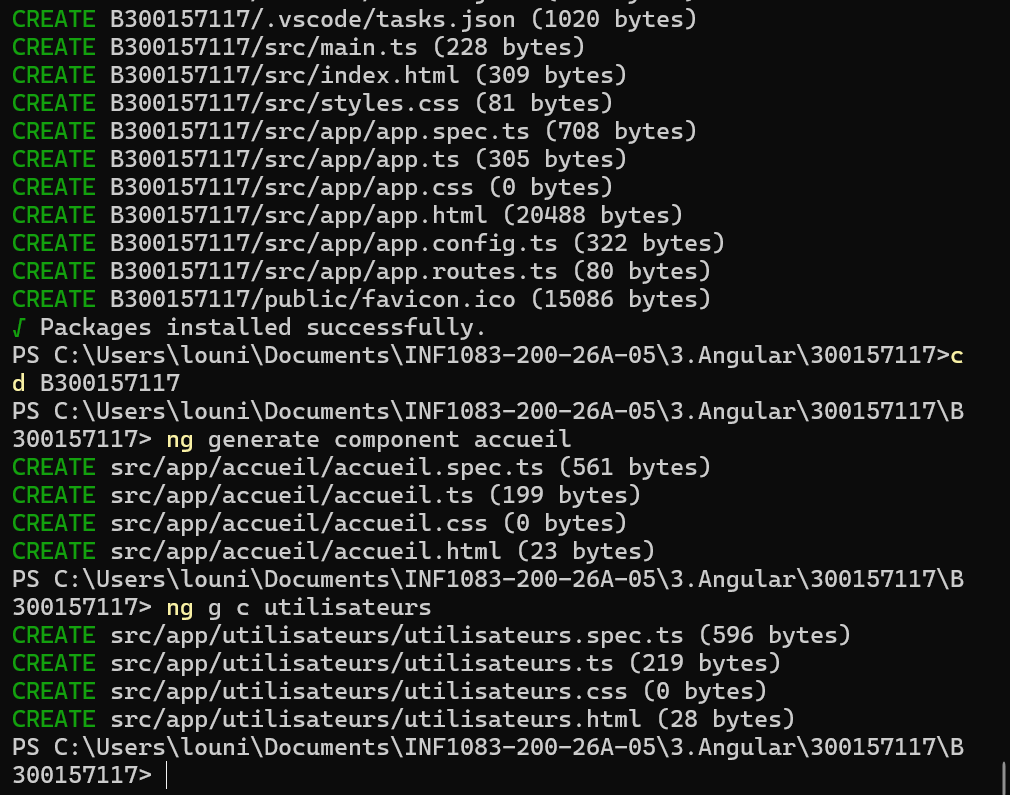 CREATE B300157117/.vscode/tasks.json (1020 bytes)
CREATE B300157117/src/main.ts (228 bytes)
CREATE B300157117/src/index.html (309 bytes)
CREATE B300157117/src/styles.css (81 bytes)
CREATE B300157117/src/app/app.spec.ts (708 bytes)
CREATE B300157117/src/app/app.ts (305 bytes)
CREATE B300157117/src/app/app.css (0 bytes)
CREATE B300157117/src/app/app.html (20488 bytes)
CREATE B300157117/src/app/app.config.ts (322 bytes)
CREATE B300157117/src/app/app.routes.ts (80 bytes)
CREATE B300157117/public/favicon.ico (15086 bytes)
√ Packages installed successfully.
PS C:\Users\louni\Documents\INF1083-200-26A-05\3.Angular\300157117>c
d B300157117
PS C:\Users\louni\Documents\INF1083-200-26A-05\3.Angular\300157117\B
300157117> ng generate component accueil
CREATE src/app/accueil/accueil.spec.ts (561 bytes)
CREATE src/app/accueil/accueil.ts (199 bytes)
CREATE src/app/accueil/accueil.css (0 bytes)
CREATE src/app/accueil/accueil.html (23 bytes)
PS C:\Users\louni\Documents\INF1083-200-26A-05\3.Angular\300157117\B
300157117> ng g c utilisateurs
CREATE src/app/utilisateurs/utilisateurs.spec.ts (596 bytes)
CREATE src/app/utilisateurs/utilisateurs.ts (219 bytes)
CREATE src/app/utilisateurs/utilisateurs.css (0 bytes)
CREATE src/app/utilisateurs/utilisateurs.html (28 bytes)
PS C:\Users\louni\Documents\INF1083-200-26A-05\3.Angular\300157117\B
300157117>